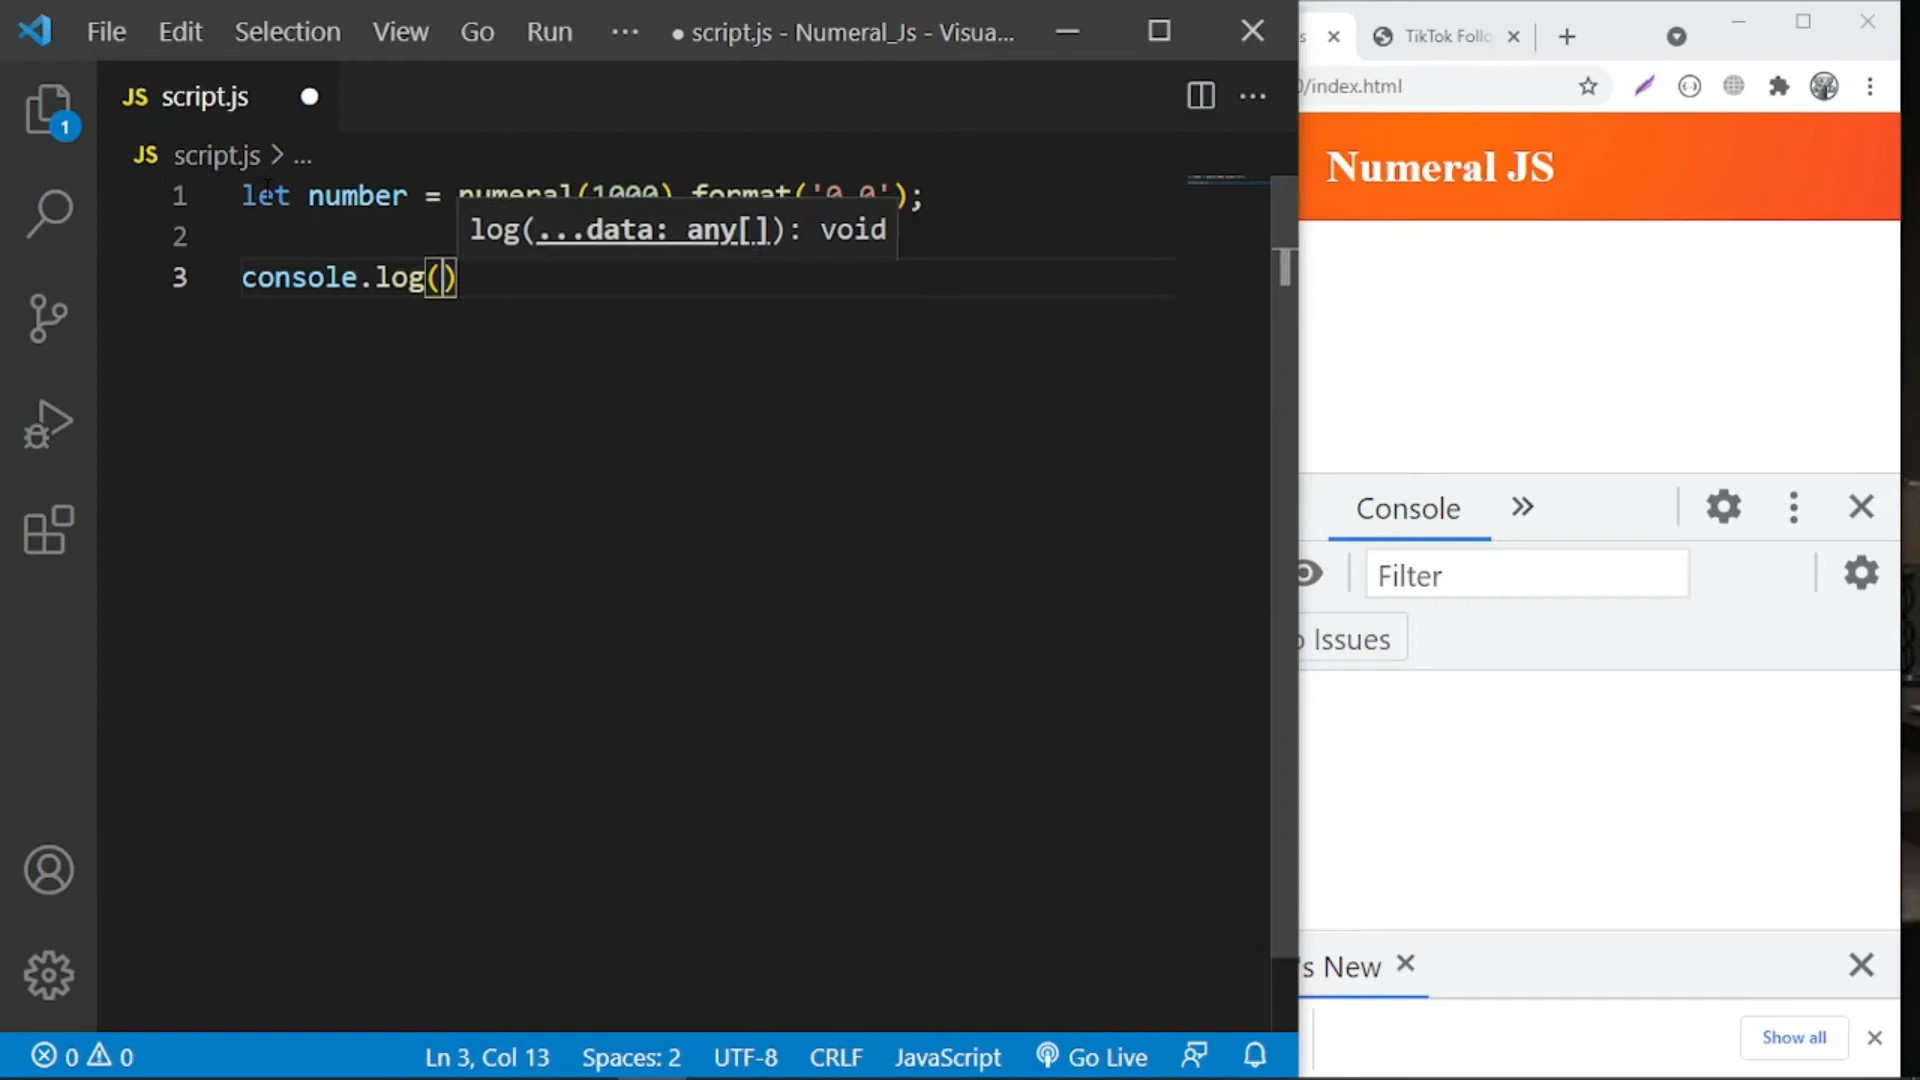 File Edit Selection View Go Run ··· ● script.js - Numeral_Js - Visua...
JS script.js
JS script.js > ...
1 let number = numeral(1000).format('0,0');
2
log(...data: any[]): void
3 console.log()
0 0 Ln 3, Col 13 Spaces: 2 UTF-8 CRLF JavaScript Go Live
1
s TikTok Follo
/index.html
Numeral JS
Console
Filter
Issues
's New
Show all